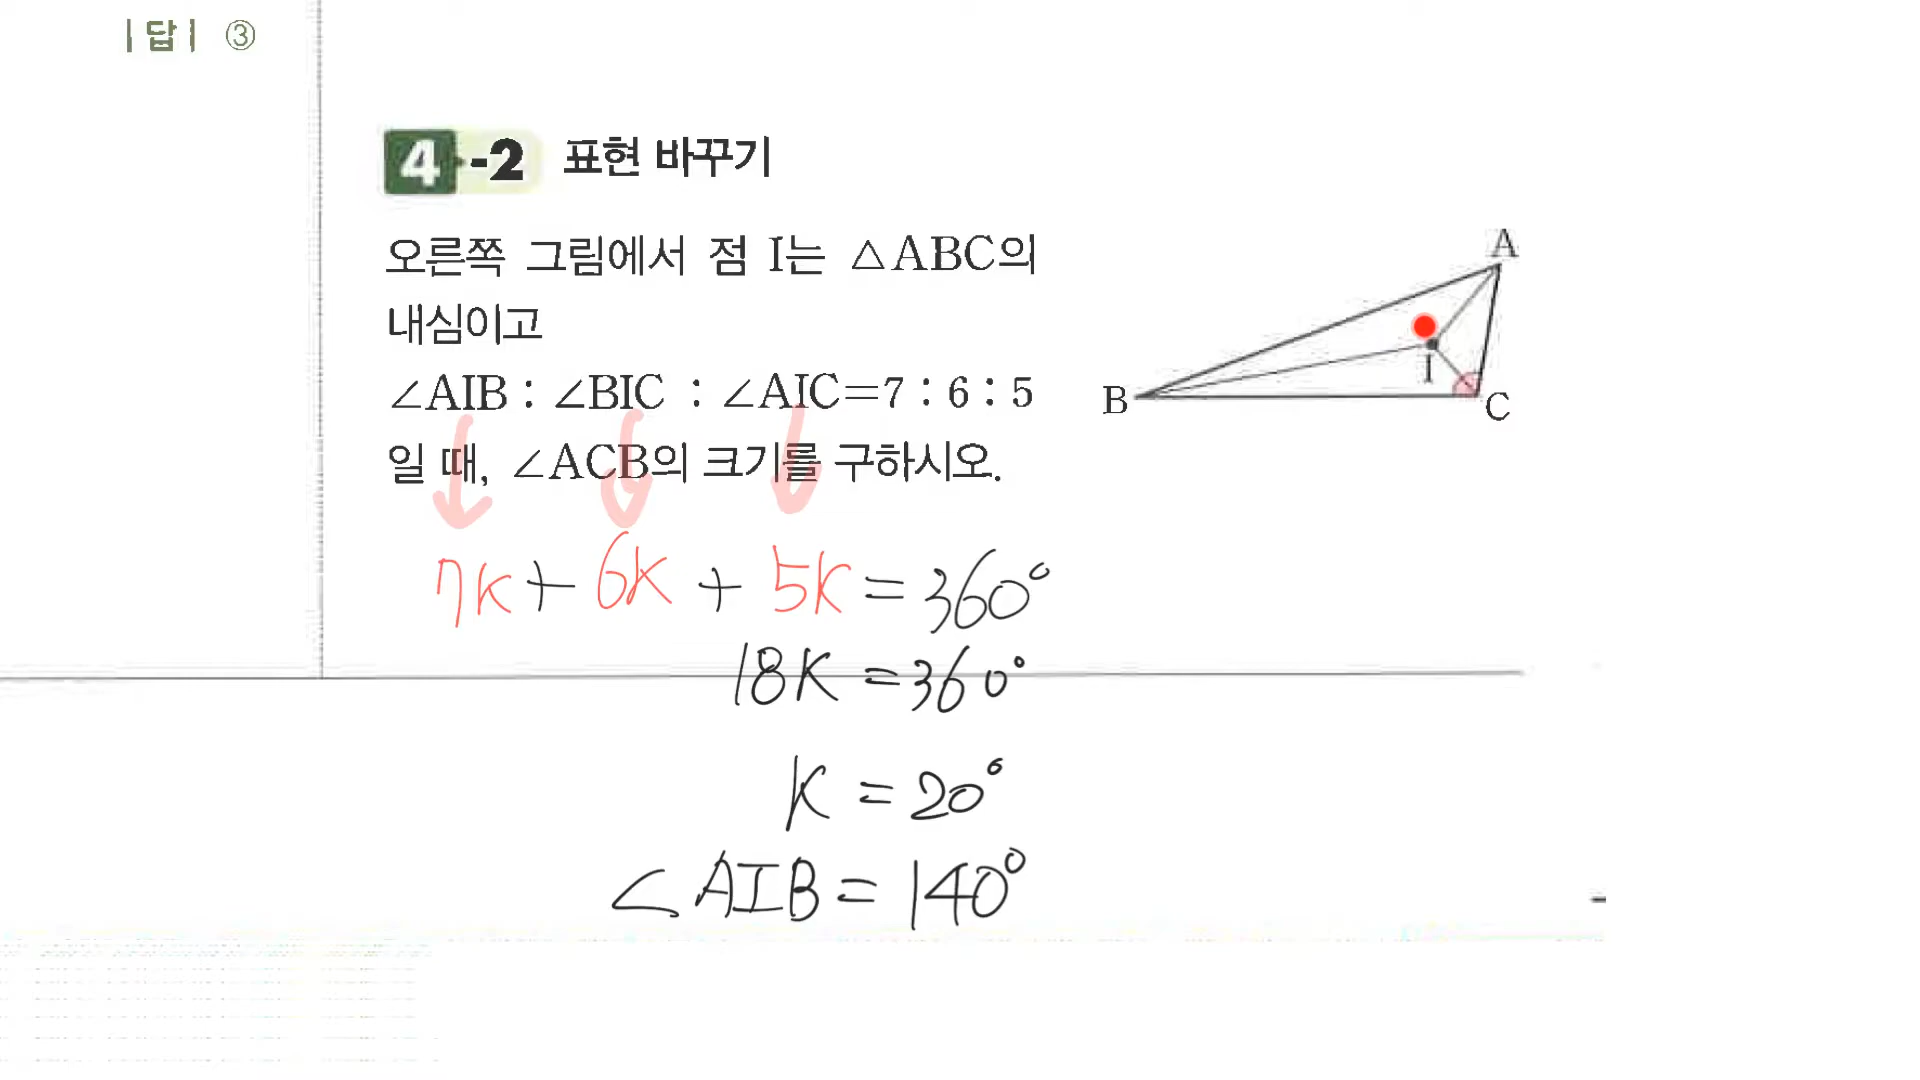 |답| ③
4-2 표현 바꾸기
오른쪽 그림에서 점 I는 △ABC의
내심이고
∠AIB : ∠BIC : ∠AIC=7 : 6 : 5
일 때, ∠ACB의 크기를 구하시오.
A
I
B
C
7K+6K+5K=360°
18K=360°
K=20°
∠AIB=140°